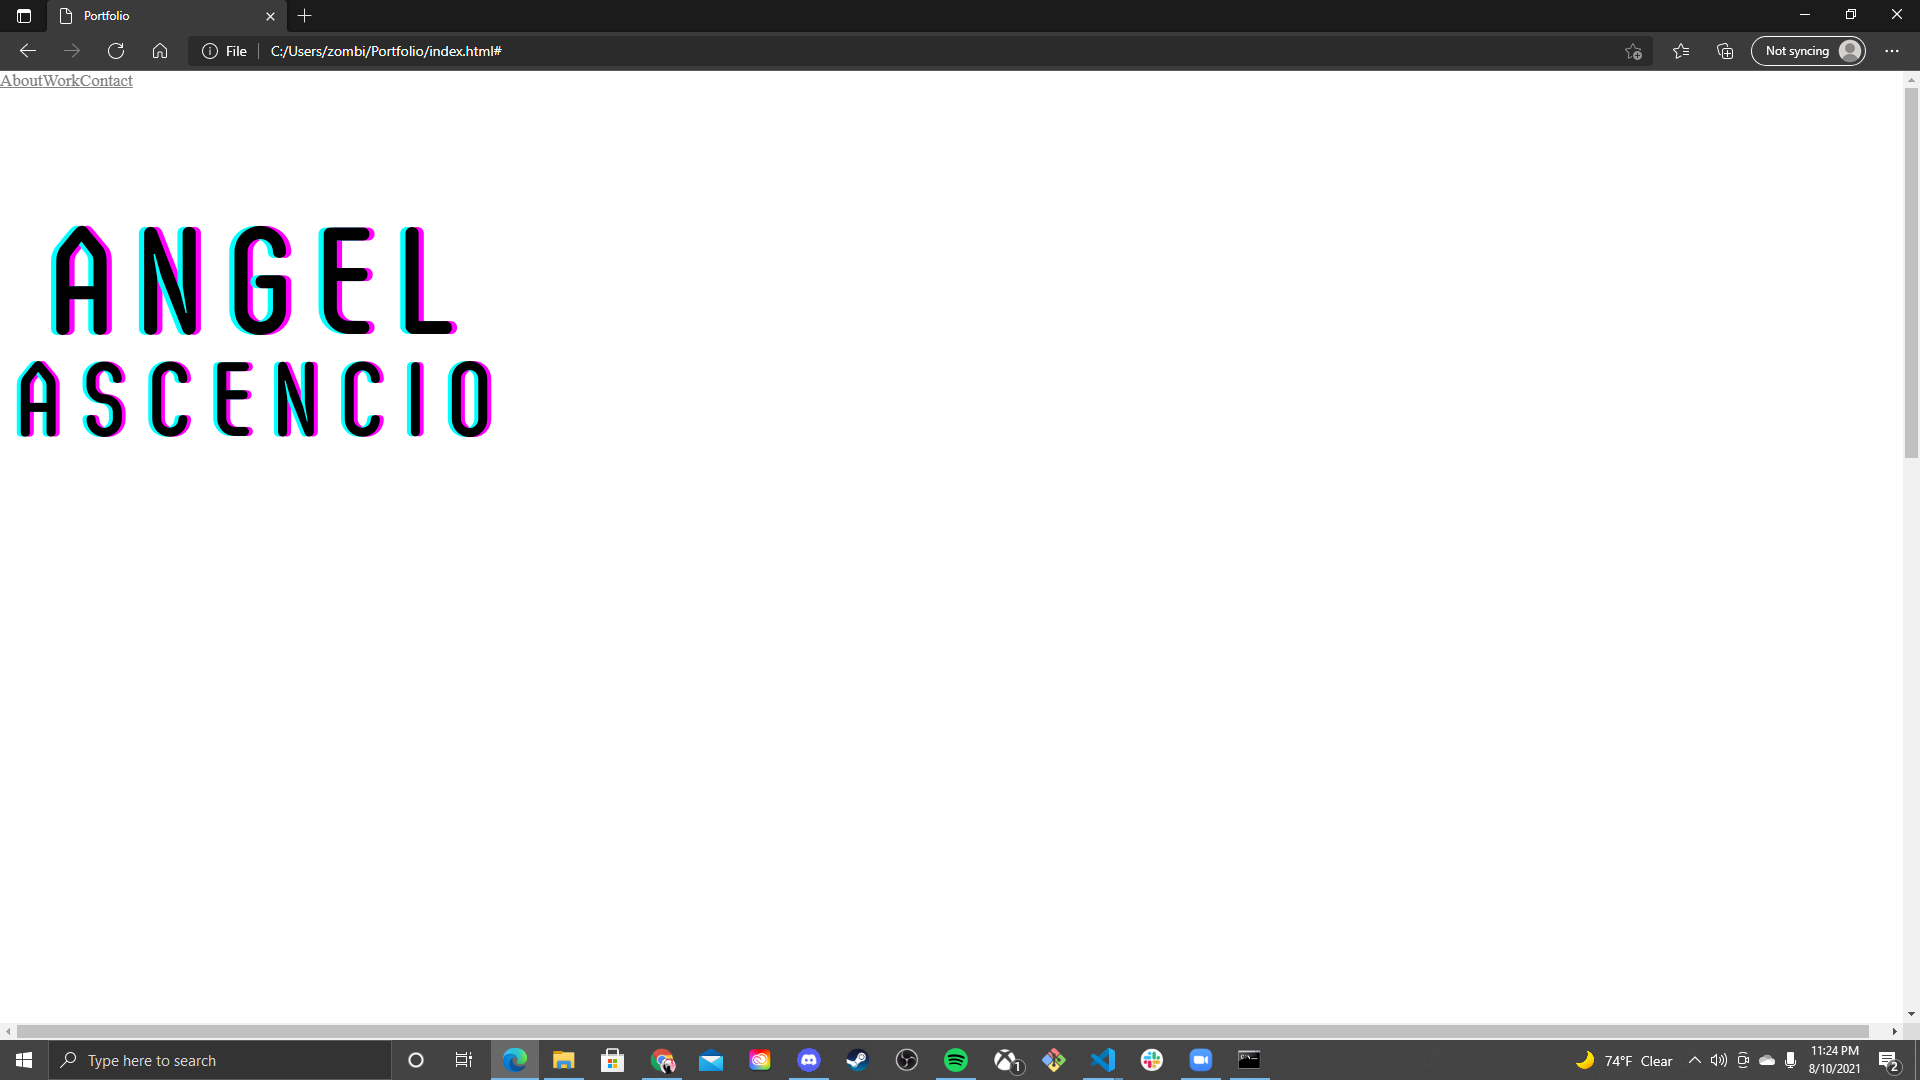 Portfolio
File
C:/Users/zombi/Portfolio/index.html#
Not syncing
AboutWorkContact
ANGEL
ASCENCIO
Type here to search
1
74°F Clear
11:24 PM
8/10/2021
2